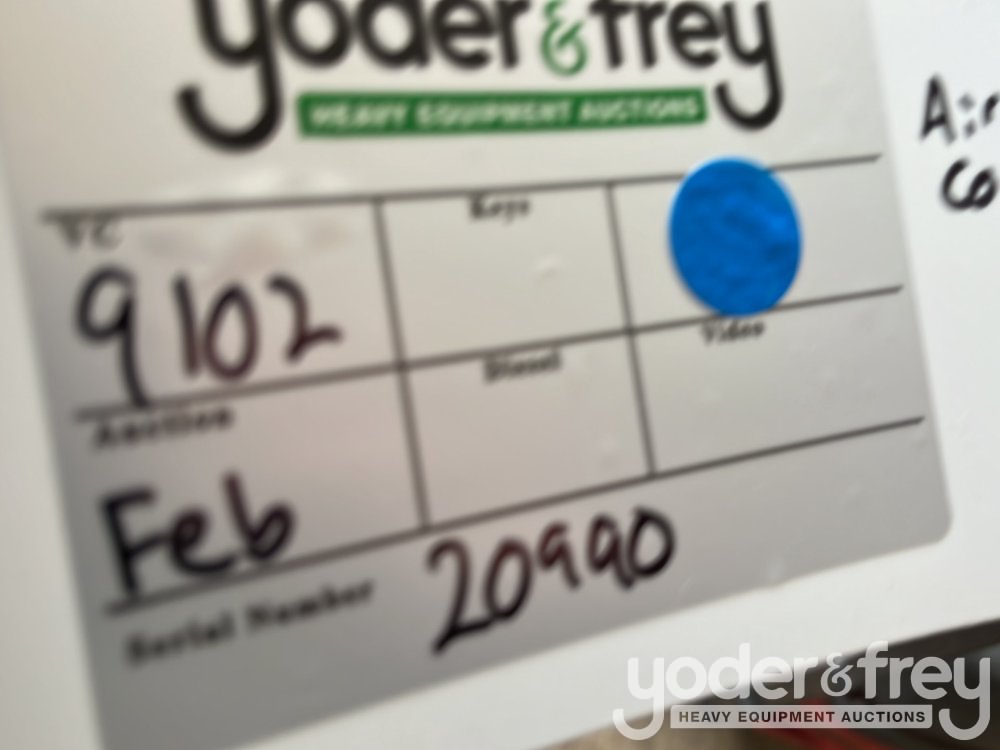 yoder & frey
HEAVY EQUIPMENT AUCTIONS
VC Keys
9102
Auction Diesel Video
Feb
Serial Number 20990
yoder&frey
HEAVY EQUIPMENT AUCTIONS